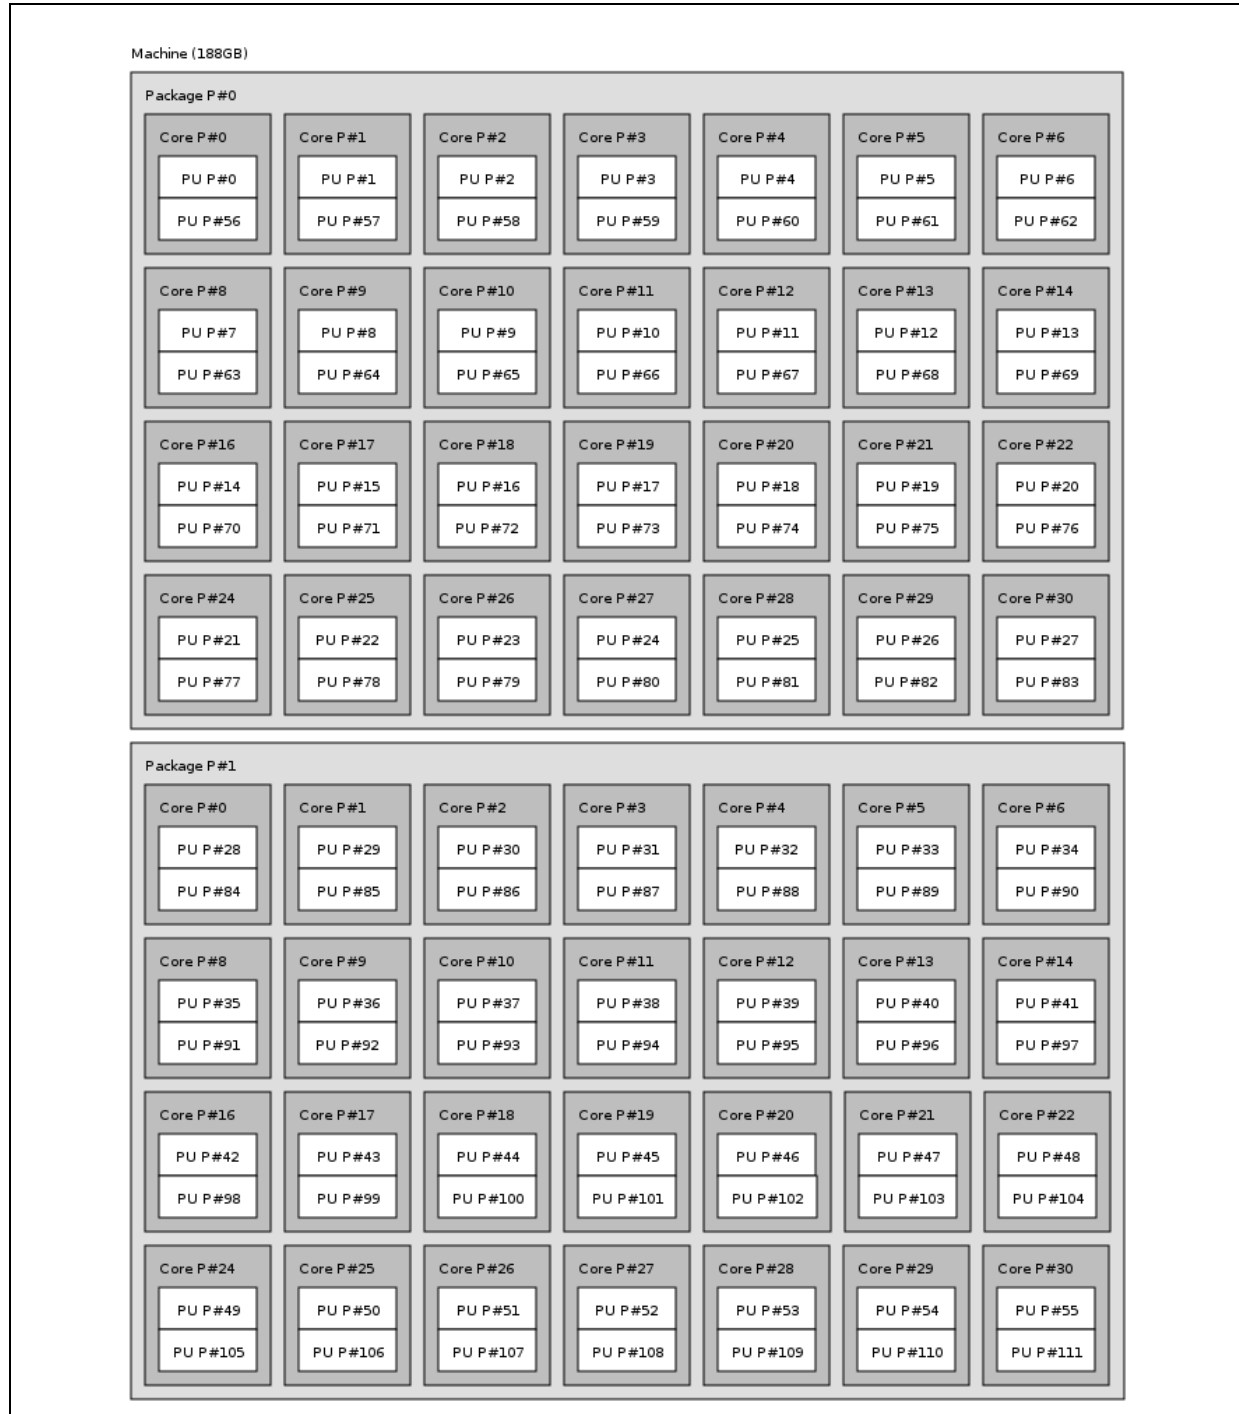 Machine (188GB)
Package P#0
Core P#0 Core P#1 Core P#2 Core P#3 Core P#4 Core P#5 Core P#6
PU P#0 PU P#1 PU P#2 PU P#3 PU P#4 PU P#5 PU P#6
PU P#56 PU P#57 PU P#58 PU P#59 PU P#60 PU P#61 PU P#62
Core P#8 Core P#9 Core P#10 Core P#11 Core P#12 Core P#13 Core P#14
PU P#7 PU P#8 PU P#9 PU P#10 PU P#11 PU P#12 PU P#13
PU P#63 PU P#64 PU P#65 PU P#66 PU P#67 PU P#68 PU P#69
Core P#16 Core P#17 Core P#18 Core P#19 Core P#20 Core P#21 Core P#22
PU P#14 PU P#15 PU P#16 PU P#17 PU P#18 PU P#19 PU P#20
PU P#70 PU P#71 PU P#72 PU P#73 PU P#74 PU P#75 PU P#76
Core P#24 Core P#25 Core P#26 Core P#27 Core P#28 Core P#29 Core P#30
PU P#21 PU P#22 PU P#23 PU P#24 PU P#25 PU P#26 PU P#27
PU P#77 PU P#78 PU P#79 PU P#80 PU P#81 PU P#82 PU P#83
Package P#1
Core P#0 Core P#1 Core P#2 Core P#3 Core P#4 Core P#5 Core P#6
PU P#28 PU P#29 PU P#30 PU P#31 PU P#32 PU P#33 PU P#34
PU P#84 PU P#85 PU P#86 PU P#87 PU P#88 PU P#89 PU P#90
Core P#8 Core P#9 Core P#10 Core P#11 Core P#12 Core P#13 Core P#14
PU P#35 PU P#36 PU P#37 PU P#38 PU P#39 PU P#40 PU P#41
PU P#91 PU P#92 PU P#93 PU P#94 PU P#95 PU P#96 PU P#97
Core P#16 Core P#17 Core P#18 Core P#19 Core P#20 Core P#21 Core P#22
PU P#42 PU P#43 PU P#44 PU P#45 PU P#46 PU P#47 PU P#48
PU P#98 PU P#99 PU P#100 PU P#101 PU P#102 PU P#103 PU P#104
Core P#24 Core P#25 Core P#26 Core P#27 Core P#28 Core P#29 Core P#30
PU P#49 PU P#50 PU P#51 PU P#52 PU P#53 PU P#54 PU P#55
PU P#105 PU P#106 PU P#107 PU P#108 PU P#109 PU P#110 PU P#111